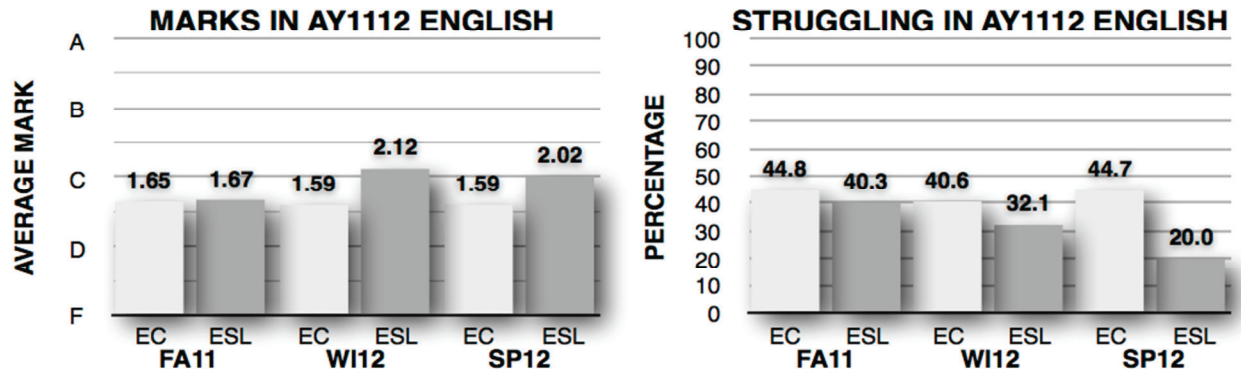 MARKS IN AY1112 ENGLISH
AVERAGE MARK
A
B
C
D
F
1.65
1.67
1.59
2.12
1.59
2.02
EC ESL EC ESL EC ESL
FA11 WI12 SP12
STRUGGLING IN AY1112 ENGLISH
PERCENTAGE
100
90
80
70
60
50
40
30
20
10
0
44.8
40.3
40.6
32.1
44.7
20.0
EC ESL EC ESL EC ESL
FA11 WI12 SP12